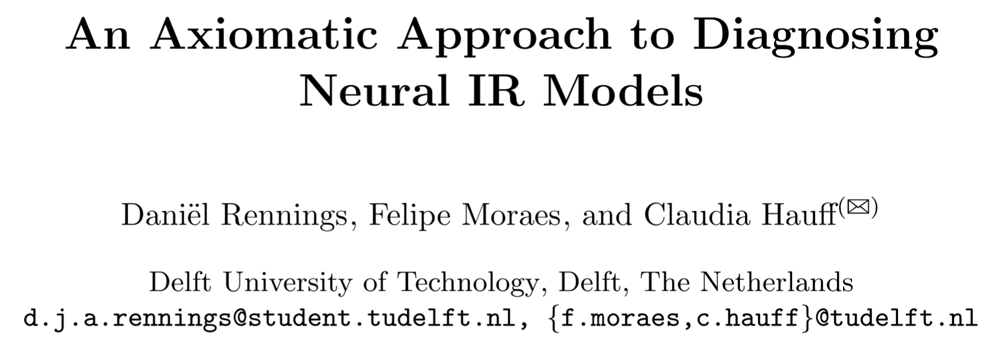 An Axiomatic Approach to Diagnosing
Neural IR Models
Daniël Rennings, Felipe Moraes, and Claudia Hauff(✉)
Delft University of Technology, Delft, The Netherlands
d.j.a.rennings@student.tudelft.nl, {f.moraes,c.hauff}@tudelft.nl